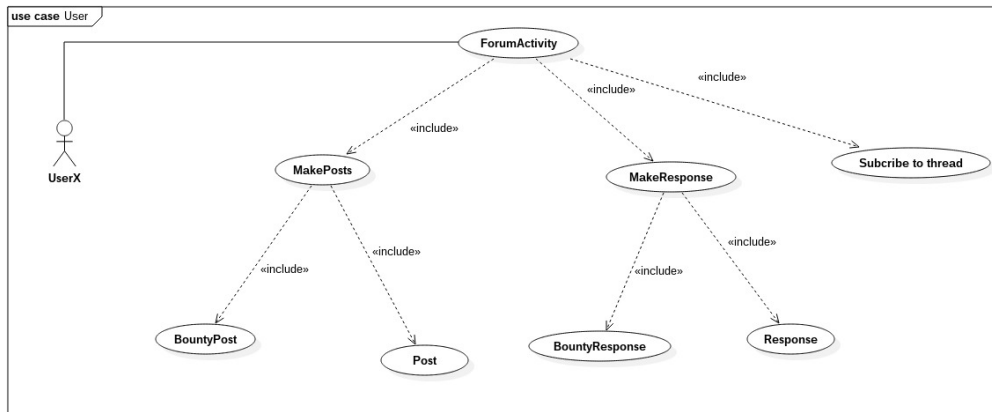 use case User
ForumActivity
«include»
«include»
«include»
UserX
MakePosts
MakeResponse
Subcribe to thread
«include»
«include»
«include»
«include»
BountyPost
Post
BountyResponse
Response